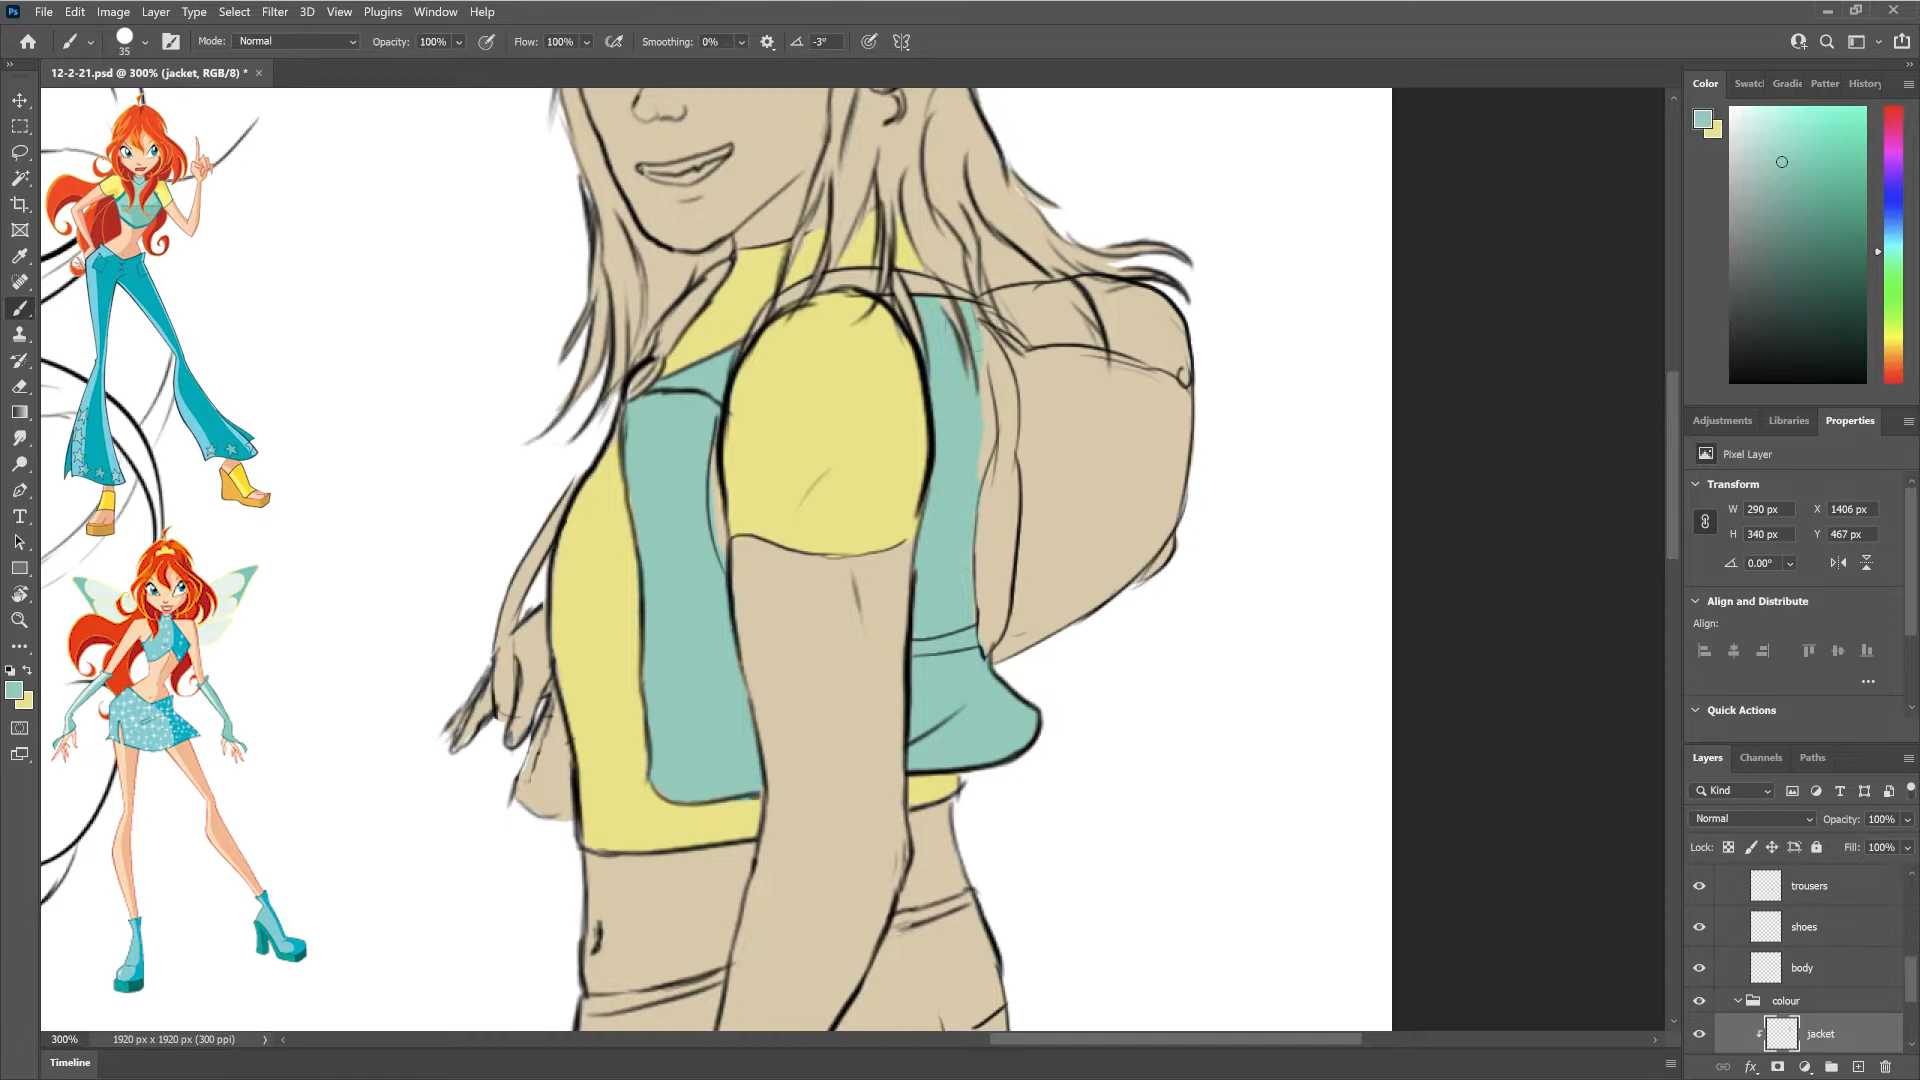 Ps File Edit Image Layer Type Select Filter 3D View Plugins Window Help
35 Mode: Normal Opacity: 100% Flow: 100% Smoothing: 0% -3°
12-2-21.psd @ 300% (jacket, RGB/8) * ×
Color Swatc Gradie Patter History
Adjustments Libraries Properties
Pixel Layer
Transform
W 290 px X 1406 px
H 340 px Y 467 px
0.00°
Align and Distribute
Align:
Quick Actions
Layers Channels Paths
Kind
Normal Opacity: 100%
Lock: Fill: 100%
trousers
shoes
body
colour
jacket
300% 1920 px x 1920 px (300 ppi)
Timeline